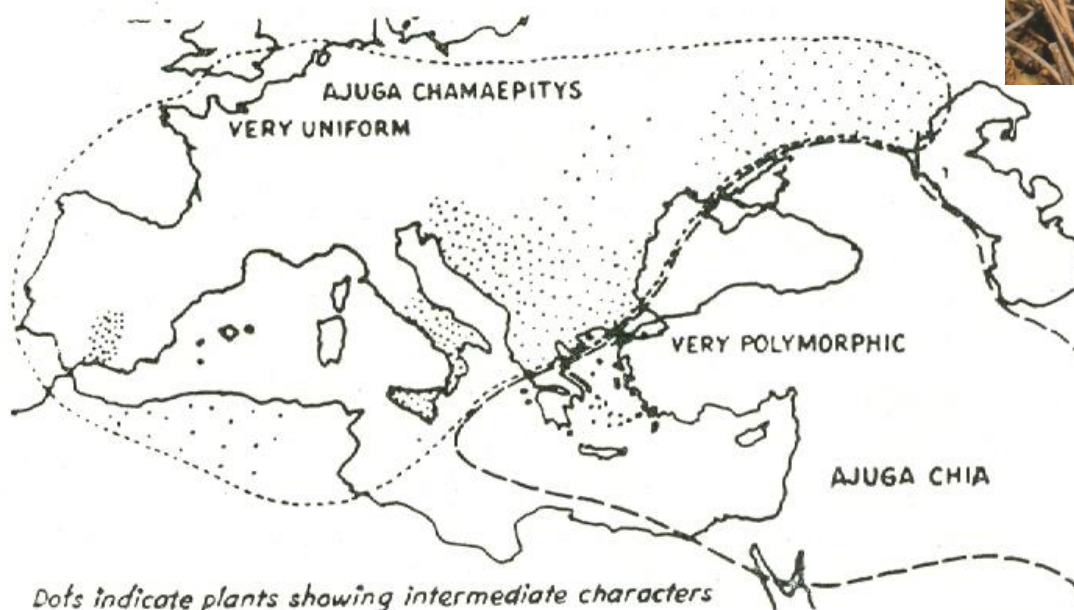 AJUGA CHAMAEPITYS
VERY UNIFORM
VERY POLYMORPHIC
AJUGA CHIA
Dots indicate plants showing intermediate characters